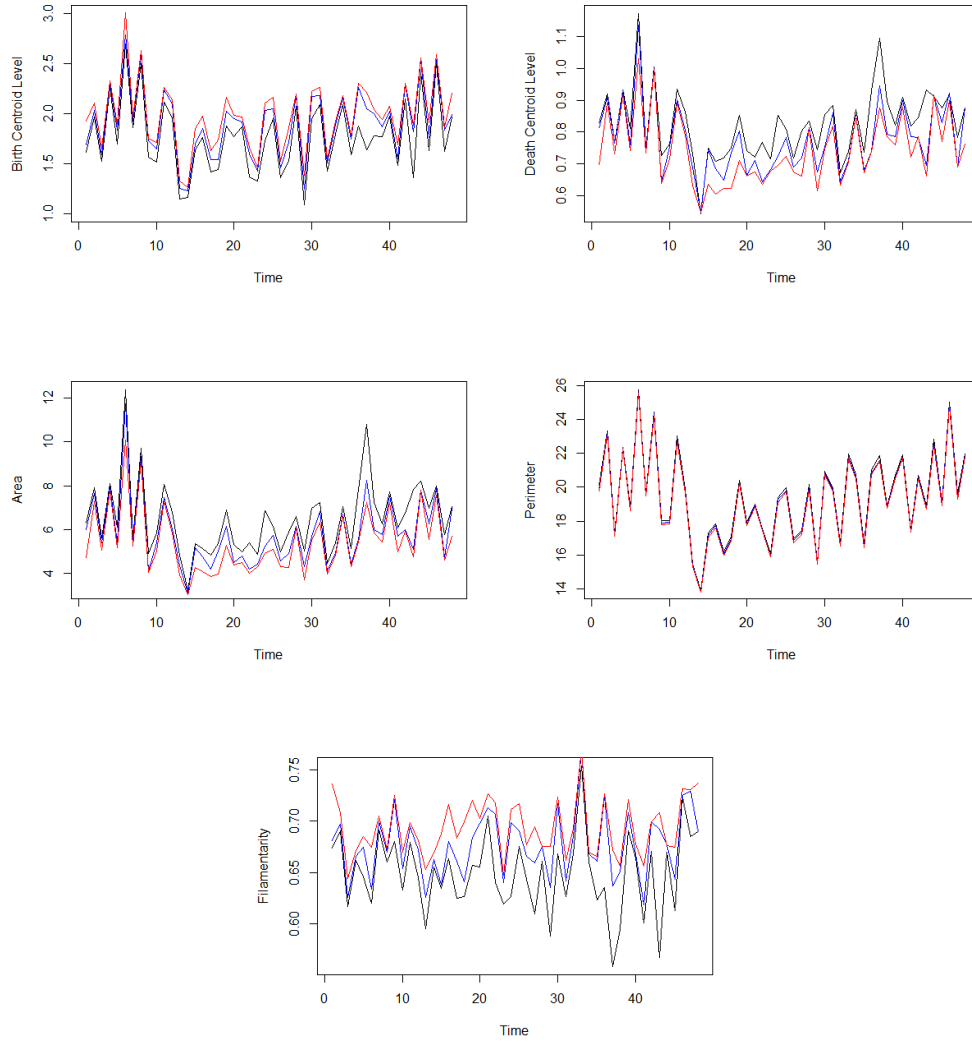 Birth Centroid Level
1.0 1.5 2.0 2.5 3.0
0 10 20 30 40
Time
Death Centroid Level
0.6 0.7 0.8 0.9 1.0 1.1
0 10 20 30 40
Time
Area
4 6 8 10 12
0 10 20 30 40
Time
Perimeter
14 16 18 20 22 24 26
0 10 20 30 40
Time
Filamentarity
0.60 0.65 0.70 0.75
0 10 20 30 40
Time